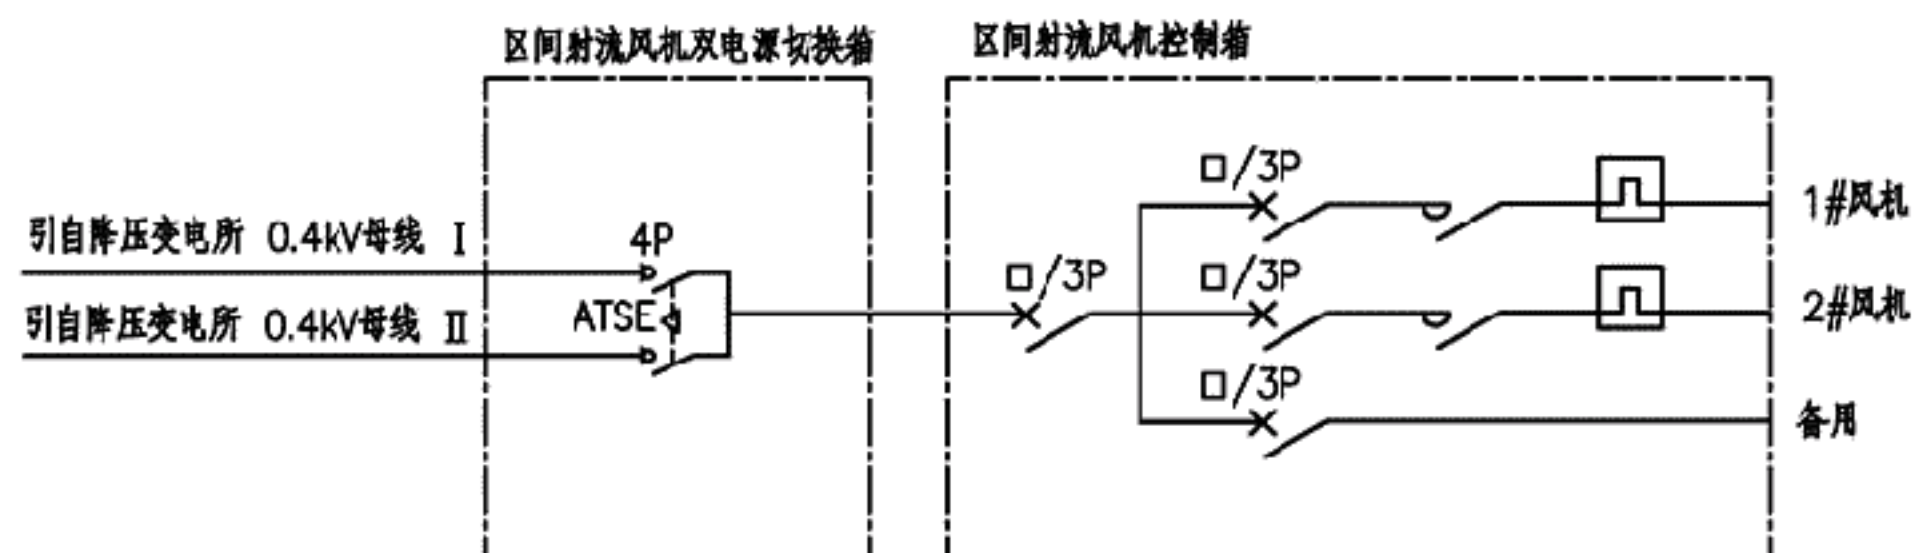 区间射流风机双电源切换箱
区间射流风机控制箱
引自降压变电所 0.4kV母线 I
引自降压变电所 0.4kV母线 II
4P
ATSE
□/3P
□/3P
□/3P
□/3P
1#风机
2#风机
备用